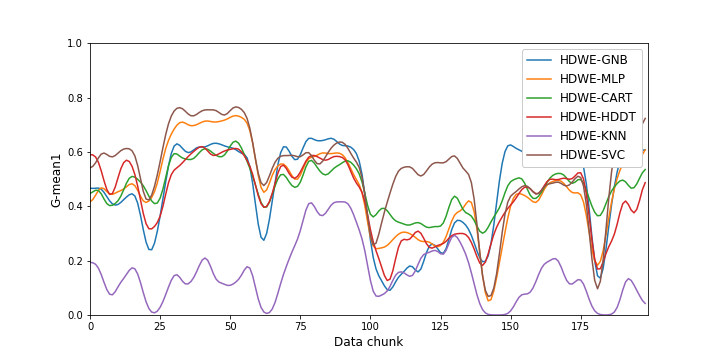 1.0
0.8
0.6
0.4
0.2
0.0
G-mean1
0
25
50
75
100
125
150
175
Data chunk
HDWE-GNB
HDWE-MLP
HDWE-CART
HDWE-HDDT
HDWE-KNN
HDWE-SVC